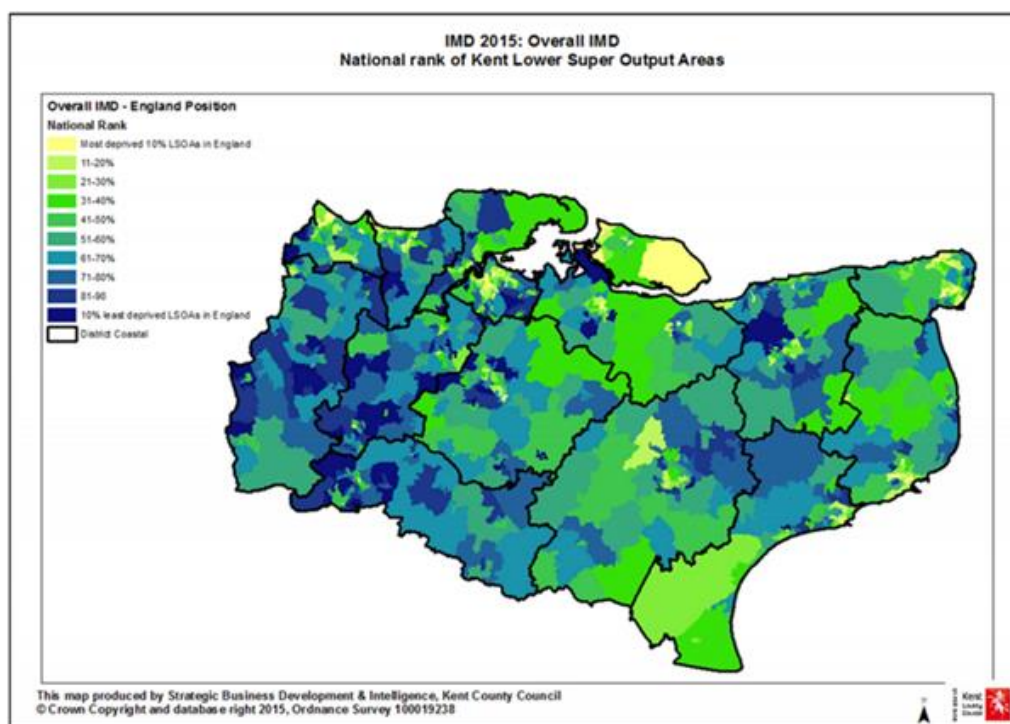 IMD 2015: Overall IMD
National rank of Kent Lower Super Output Areas
Overall IMD - England Position
National Rank
Most deprived 10% LSOAs in England
11-20%
21-30%
31-40%
41-50%
51-60%
61-70%
71-80%
81-90
10% least deprived LSOAs in England
District Coastal
This map produced by Strategic Business Development & Intelligence, Kent County Council
© Crown Copyright and database right 2015, Ordnance Survey 100019238
Kent
County
Council